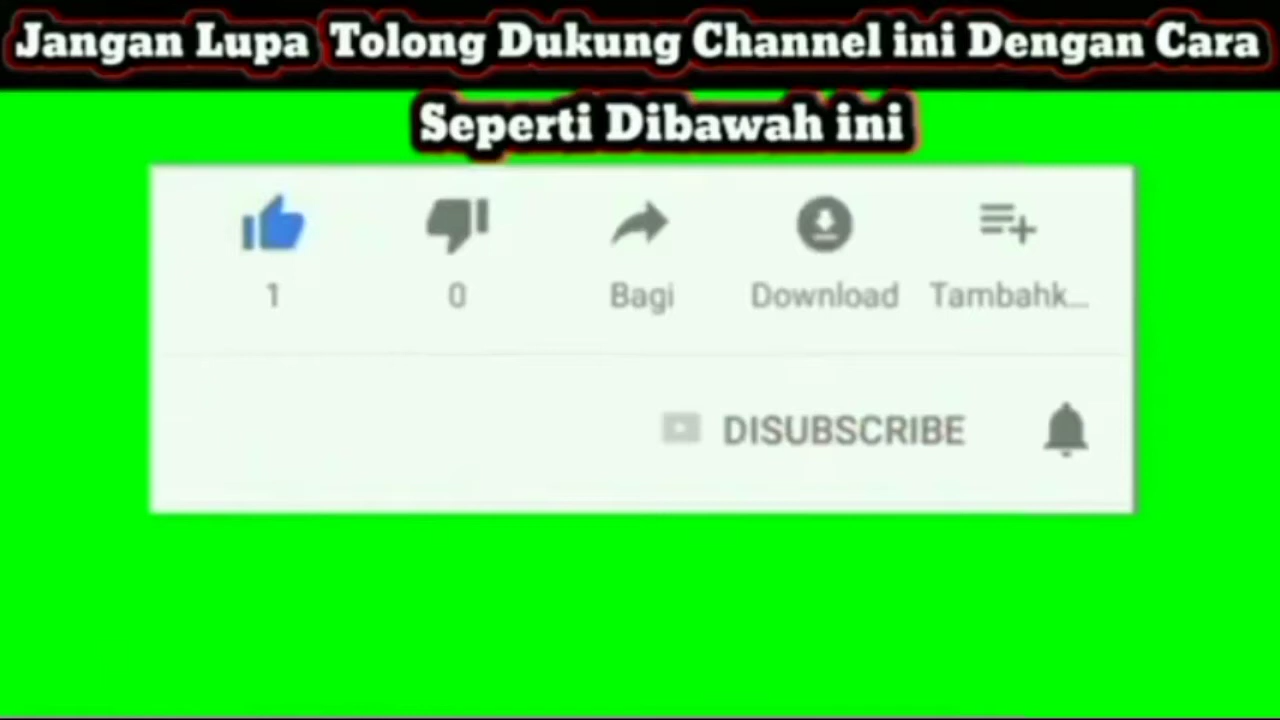 Jangan Lupa Tolong Dukung Channel ini Dengan Cara
Seperti Dibawah ini
1 0 Bagi Download Tambahk...
DISUBSCRIBE